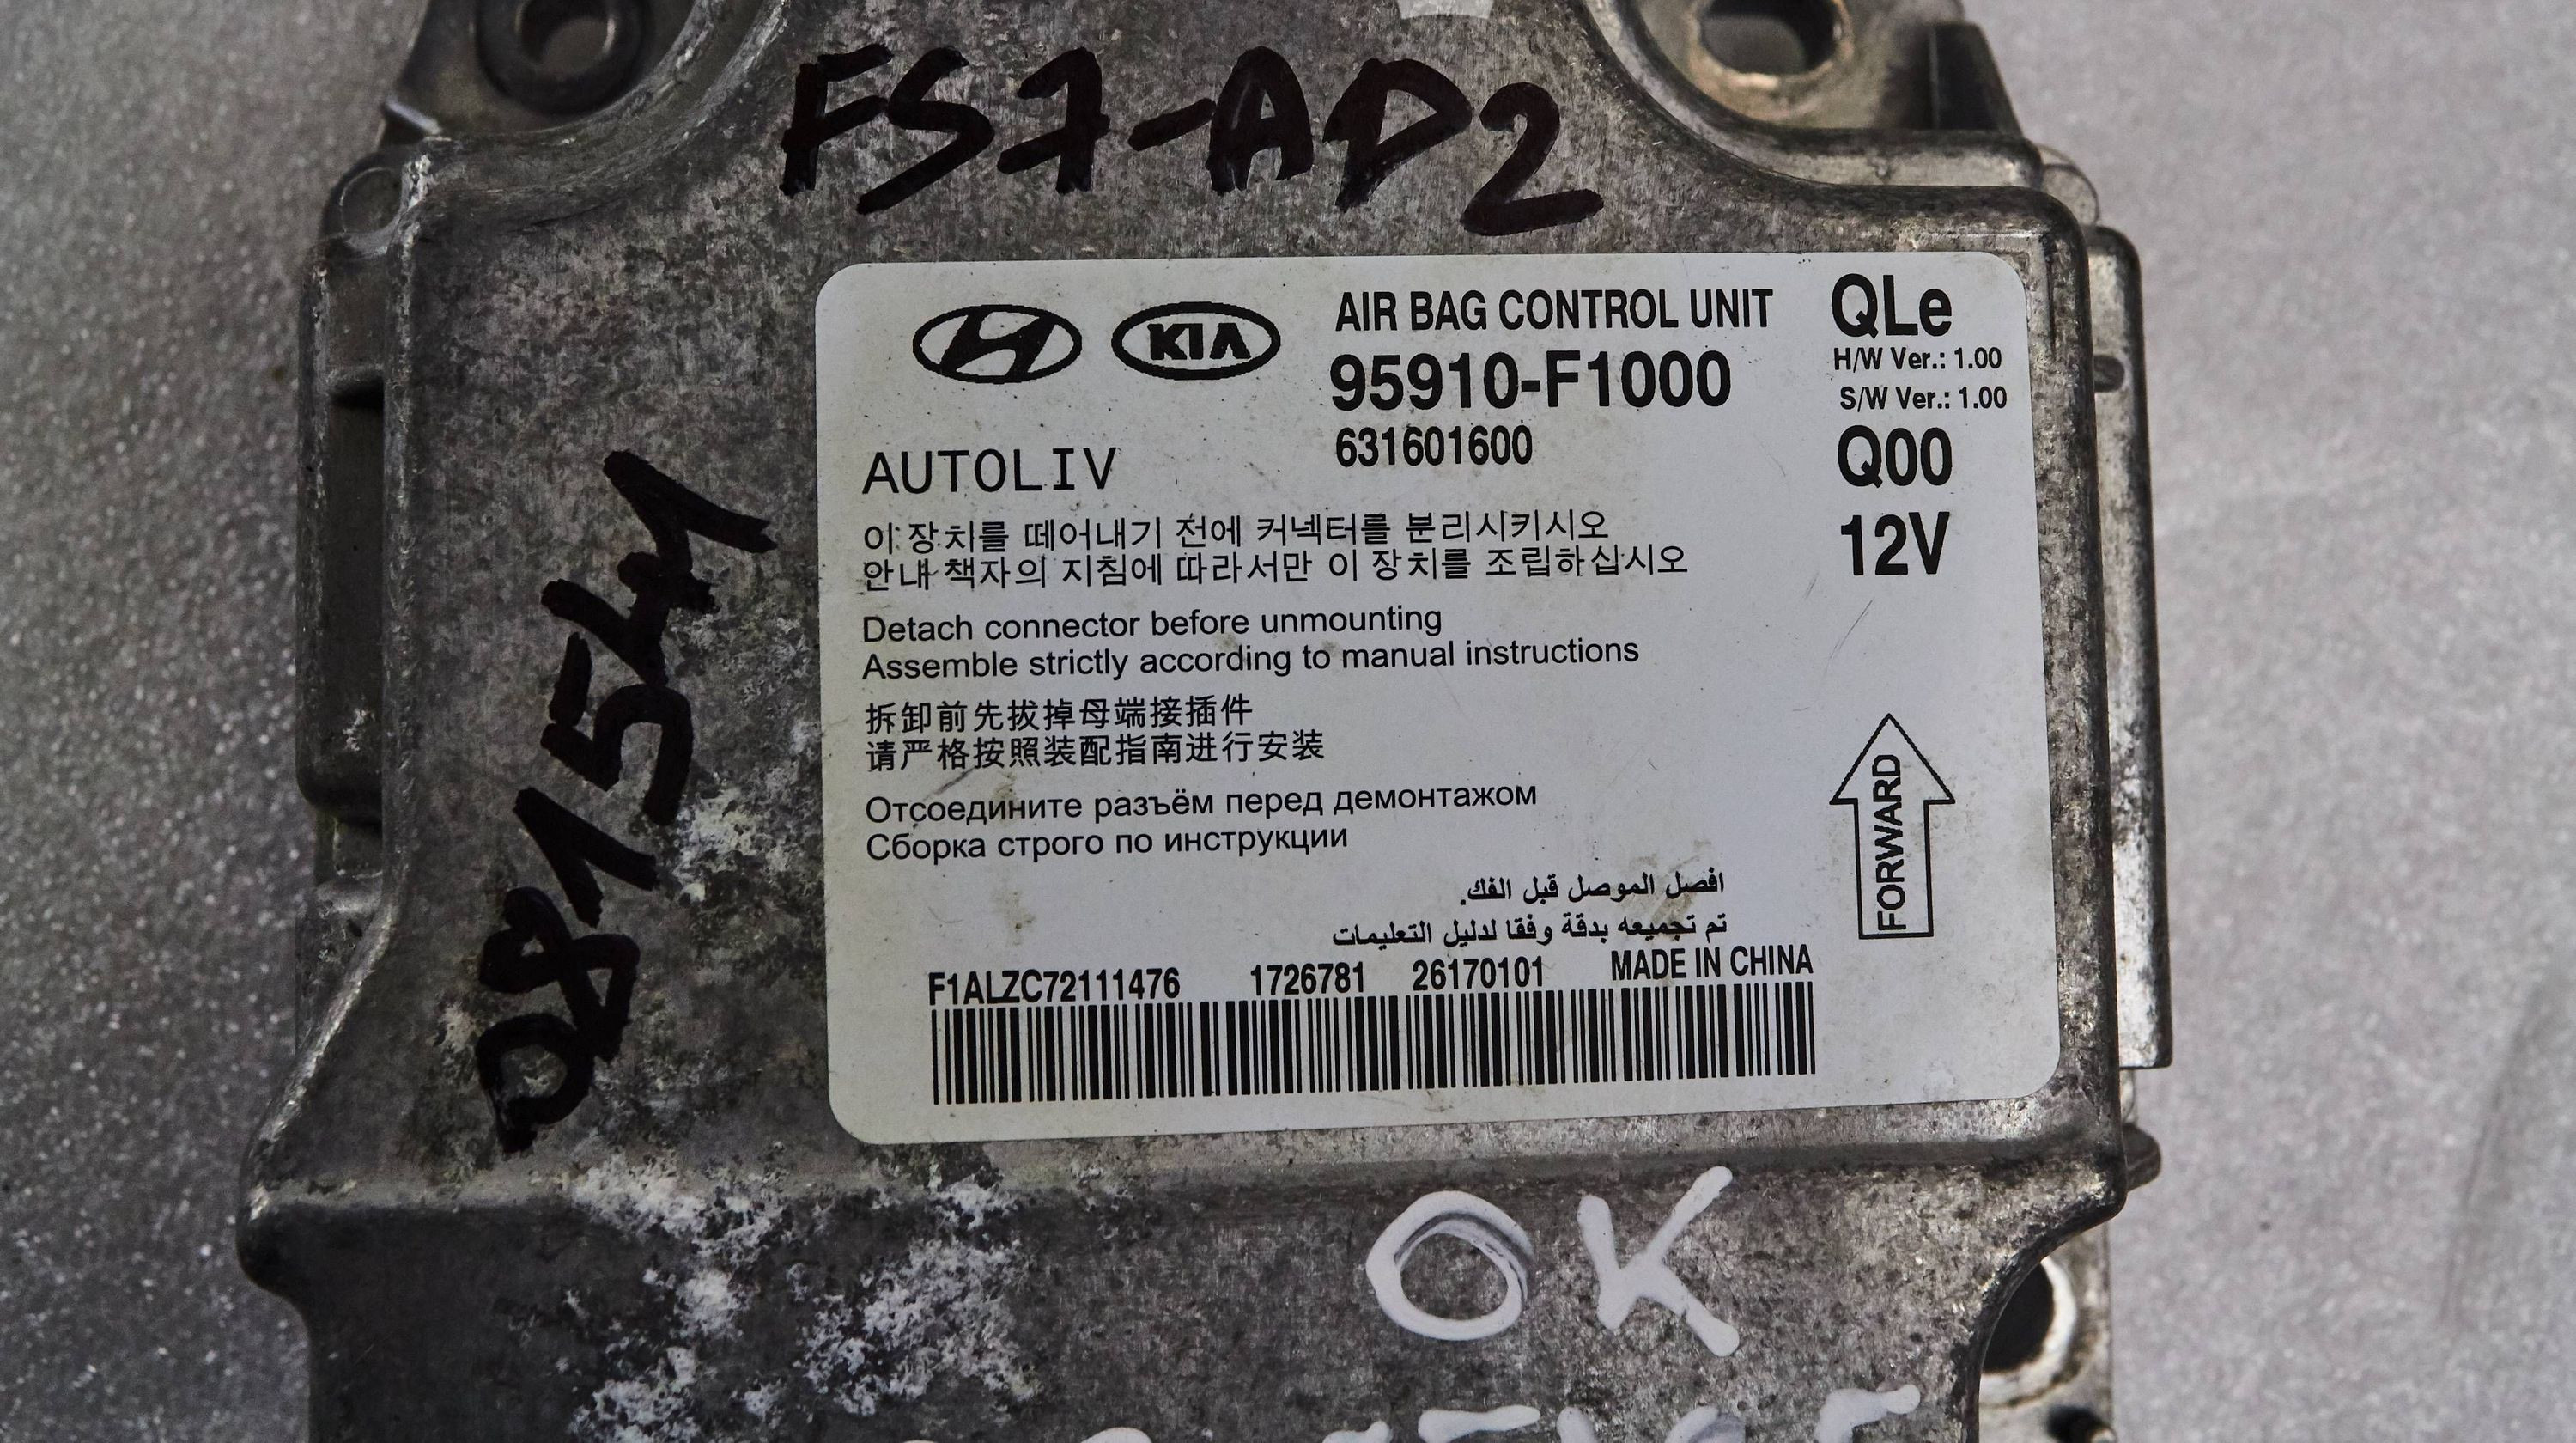 FS7-AD2
KIA
AIR BAG CONTROL UNIT
QLe
95910-F1000
H/W Ver.: 1.00
S/W Ver.: 1.00
631601600
Q00
AUTOLIV
12V
이 장치를 떼어내기 전에 커넥터를 분리시키시오
안내 책자의 지침에 따라서만 이 장치를 조립하십시오
Detach connector before unmounting
Assemble strictly according to manual instructions
拆卸前先拔掉母端接插件
请严格按照装配指南进行安装
Отсоедините разъём перед демонтажом
Сборка строго по инструкции
افصل الموصل قبل الفك.
تم تجميعه بدقة وفقا لدليل التعليمات
FORWARD
F1ALZC72111476 1726781 26170101 MADE IN CHINA
OK